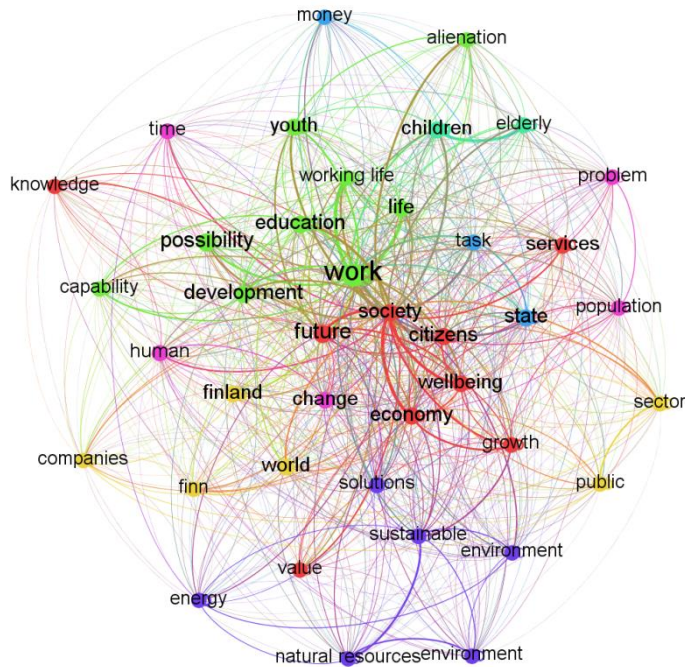 money
alienation
youth
children
elderly
time
working life
problem
knowledge
life
education
possibility
task
services
work
capability
development
society
state
population
future
citizens
human
wellbeing
finland
change
sector
economy
growth
companies
world
finn
solutions
public
sustainable
environment
value
energy
natural resources
environment